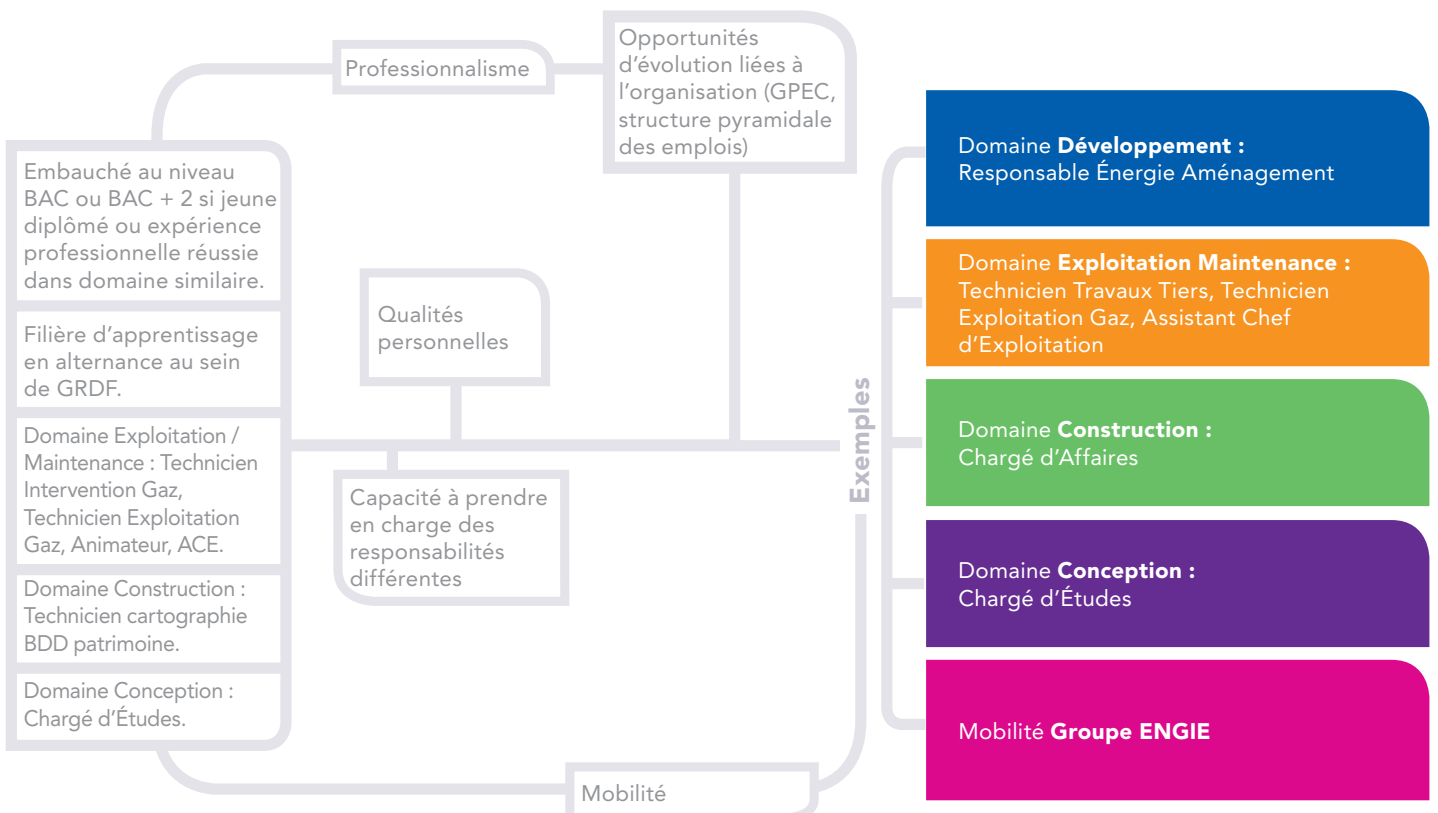 Professionnalisme
Opportunités
d'évolution liées à
l'organisation (GPEC,
structure pyramidale
des emplois)
Embauché au niveau
BAC ou BAC + 2 si jeune
diplômé ou expérience
professionnelle réussie
dans domaine similaire.
Filière d'apprentissage
en alternance au sein
de GRDF.
Domaine Exploitation /
Maintenance : Technicien
Intervention Gaz,
Technicien Exploitation
Gaz, Animateur, ACE.
Domaine Construction :
Technicien cartographie
BDD patrimoine.
Domaine Conception :
Chargé d'Études.
Qualités
personnelles
Capacité à prendre
en charge des
responsabilités
différentes
Mobilité
Exemples
Domaine Développement :
Responsable Énergie Aménagement
Domaine Exploitation Maintenance :
Technicien Travaux Tiers, Technicien
Exploitation Gaz, Assistant Chef
d'Exploitation
Domaine Construction :
Chargé d'Affaires
Domaine Conception :
Chargé d'Études
Mobilité Groupe ENGIE